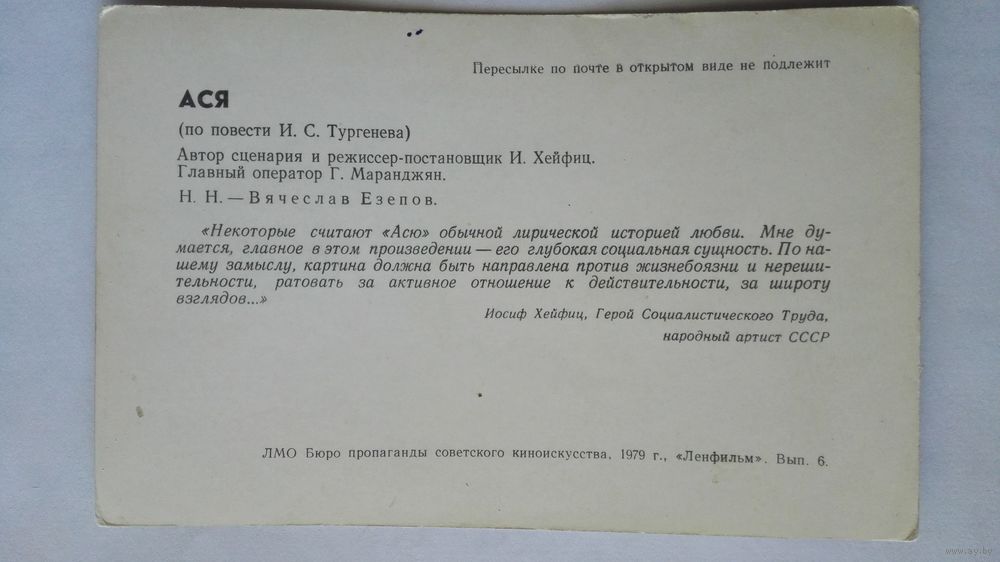 Пересылке по почте в открытом виде не подлежит
АСЯ
(по повести И. С. Тургенева)
Автор сценария и режиссер-постановщик И. Хейфиц.
Главный оператор Г. Маранджян.
Н. Н. — Вячеслав Езепов.
«Некоторые считают «Асю» обычной лирической историей любви. Мне ду-
мается, главное в этом произведении — его глубокая социальная сущность. По на-
шему замыслу, картина должна быть направлена против жизнебоязни и нереши-
тельности, ратовать за активное отношение к действительности, за широту
взглядов...»
Иосиф Хейфиц, Герой Социалистического Труда,
народный артист СССР
ЛМО Бюро пропаганды советского киноискусства, 1979 г., «Ленфильм». Вып. 6.
www.ay.by